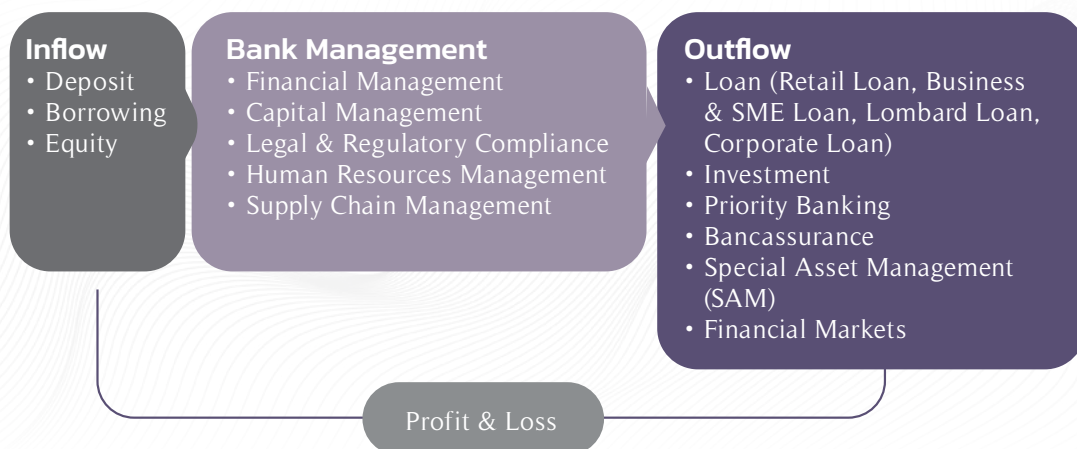 Inflow
• Deposit
• Borrowing
• Equity
Bank Management
• Financial Management
• Capital Management
• Legal & Regulatory Compliance
• Human Resources Management
• Supply Chain Management
Outflow
• Loan (Retail Loan, Business
& SME Loan, Lombard Loan,
Corporate Loan)
• Investment
• Priority Banking
• Bancassurance
• Special Asset Management
(SAM)
• Financial Markets
Profit & Loss